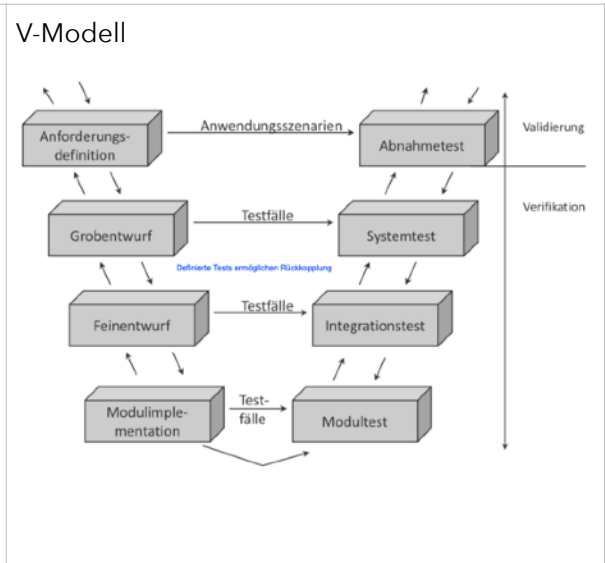 V-Modell
Anforderungs-
definition
Anwendungsszenarien
Abnahmetest
Validierung
Verifikation
Grobentwurf
Testfälle
Systemtest
Definierte Tests ermöglichen Rückkopplung
Feinentwurf
Testfälle
Integrationstest
Modulimple-
mentation
Test-
fälle
Modultest